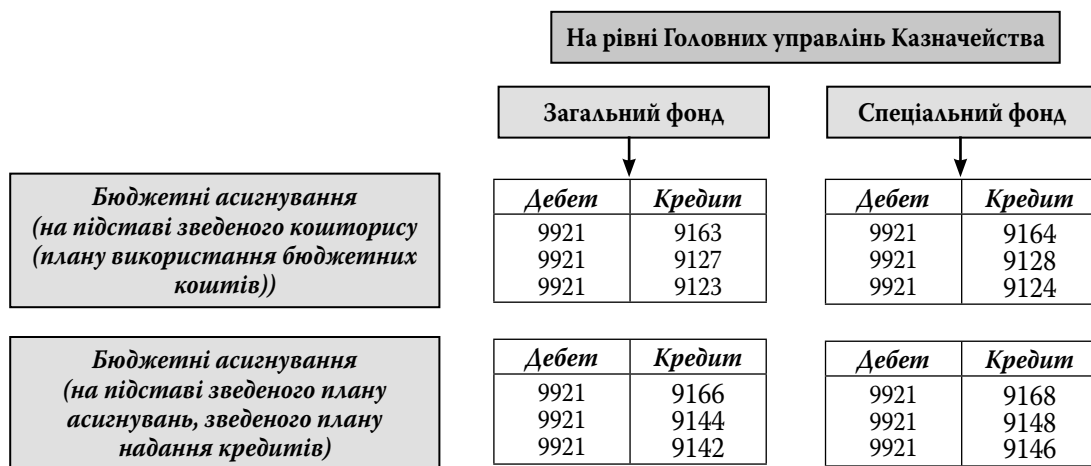 На рівні Головних управлінь Казначейства
Загальний фонд
Спеціальний фонд
Бюджетні асигнування
(на підставі зведеного кошторису
(плану використання бюджетних
коштів))
Дебет Кредит
9921 9163
9921 9127
9921 9123
Дебет Кредит
9921 9164
9921 9128
9921 9124
Бюджетні асигнування
(на підставі зведеного плану
асигнувань, зведеного плану
надання кредитів)
Дебет Кредит
9921 9166
9921 9144
9921 9142
Дебет Кредит
9921 9168
9921 9148
9921 9146